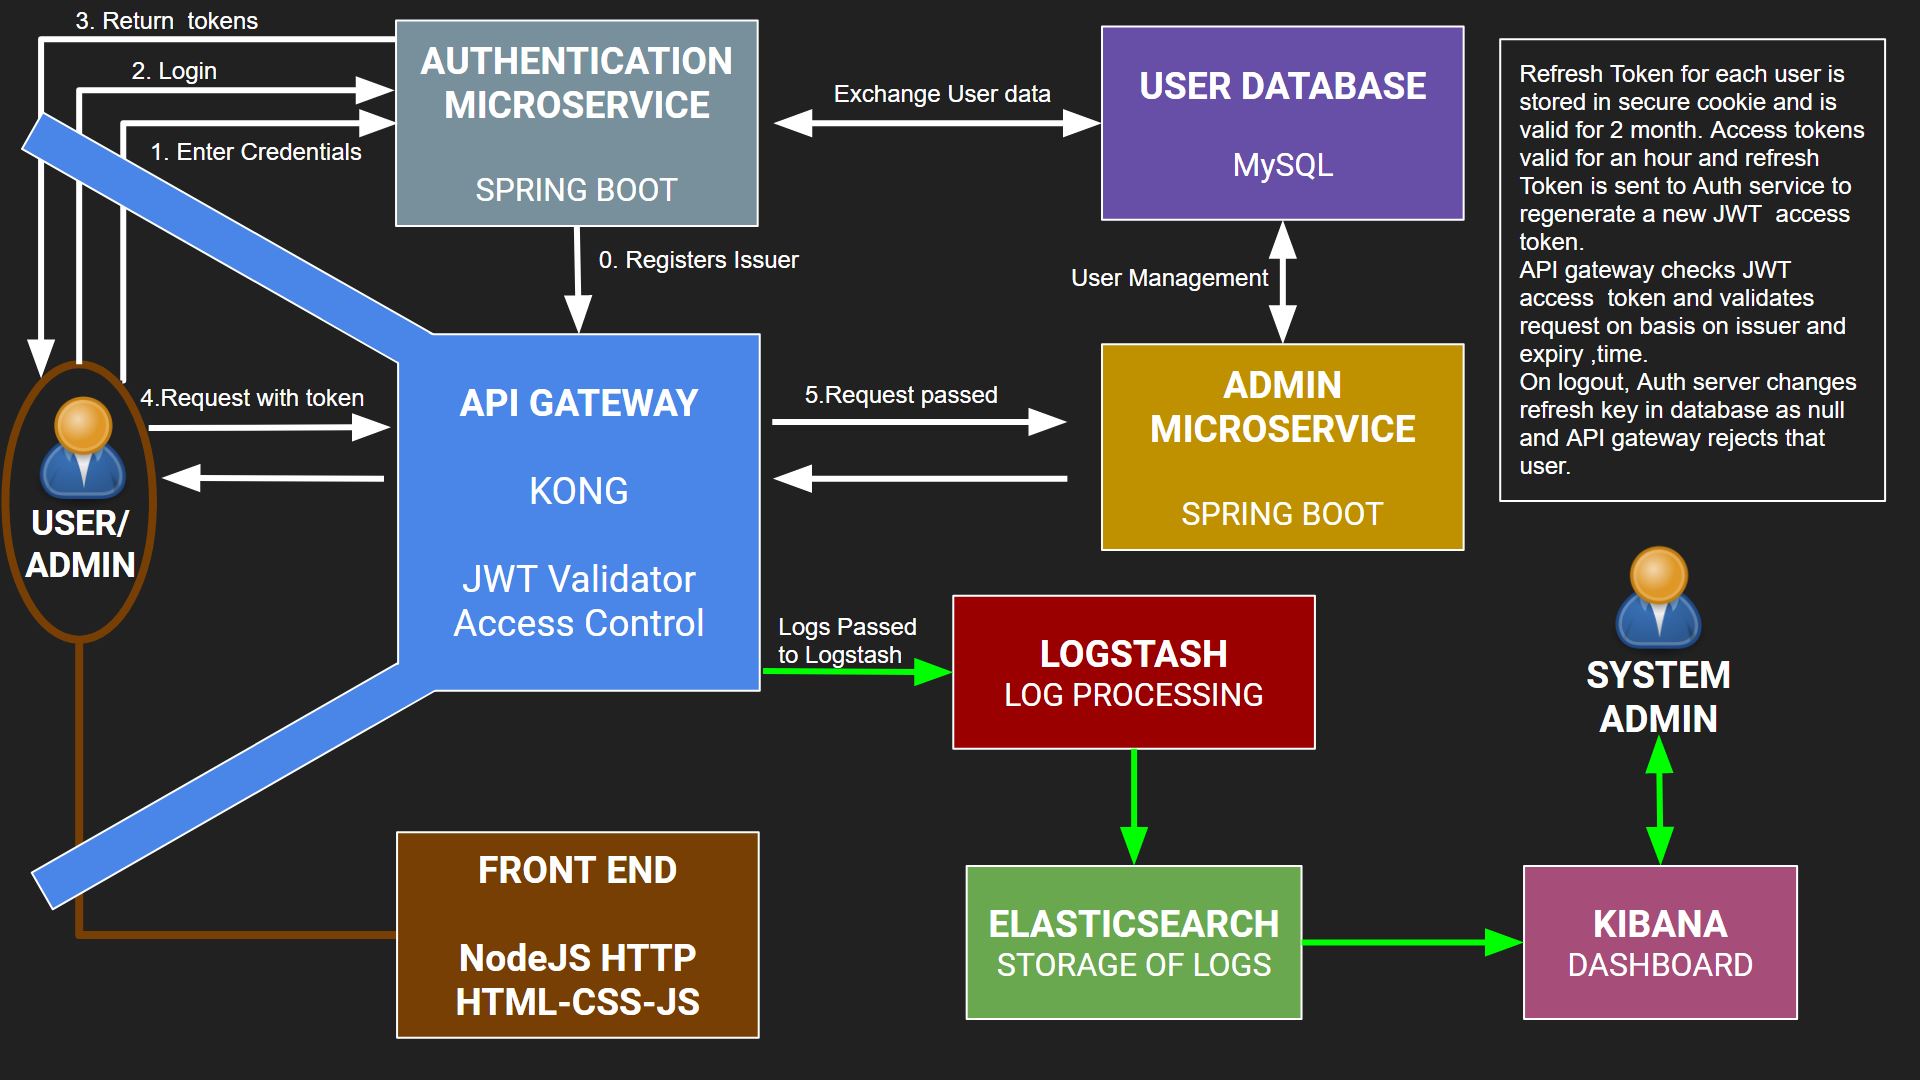 3. Return  tokens
2. Login
1. Enter Credentials
AUTHENTICATION
MICROSERVICE
SPRING BOOT
Exchange User data
USER DATABASE
MySQL
Refresh Token for each user is
stored in secure cookie and is
valid for 2 month. Access tokens
valid for an hour and refresh
Token is sent to Auth service to
regenerate a new JWT  access
token.
API gateway checks JWT
access  token and validates
request on basis on issuer and
expiry ,time.
On logout, Auth server changes
refresh key in database as null
and API gateway rejects that
user.
0. Registers Issuer
User Management
4.Request with token
USER/
ADMIN
API GATEWAY
KONG
JWT Validator
Access Control
5.Request passed
ADMIN
MICROSERVICE
SPRING BOOT
Logs Passed
to Logstash
LOGSTASH
LOG PROCESSING
SYSTEM
ADMIN
FRONT END
NodeJS HTTP
HTML-CSS-JS
ELASTICSEARCH
STORAGE OF LOGS
KIBANA
DASHBOARD